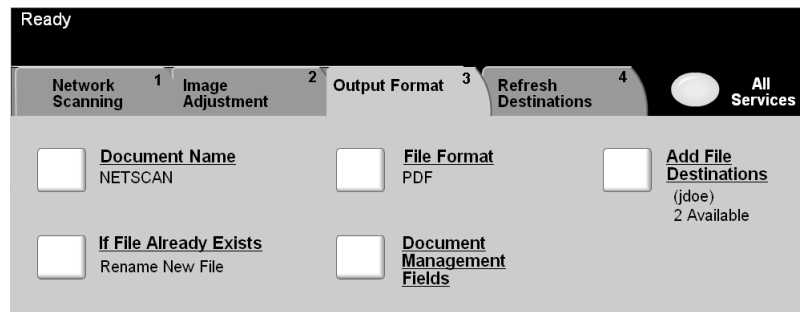 Ready
Network Scanning 1
Image Adjustment 2
Output Format 3
Refresh Destinations 4
All Services
Document Name
NETSCAN
File Format
PDF
Add File
Destinations
(jdoe)
2 Available
If File Already Exists
Rename New File
Document
Management
Fields